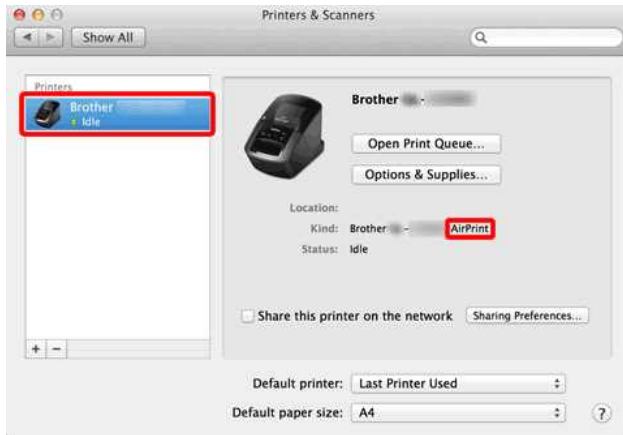 Printers & Scanners
Show All
Printers
Brother
Idle
Brother -
Open Print Queue...
Options & Supplies...
Location:
Kind: Brother - AirPrint
Status: Idle
Share this printer on the network Sharing Preferences...
+ -
Default printer: Last Printer Used
Default paper size: A4 ?